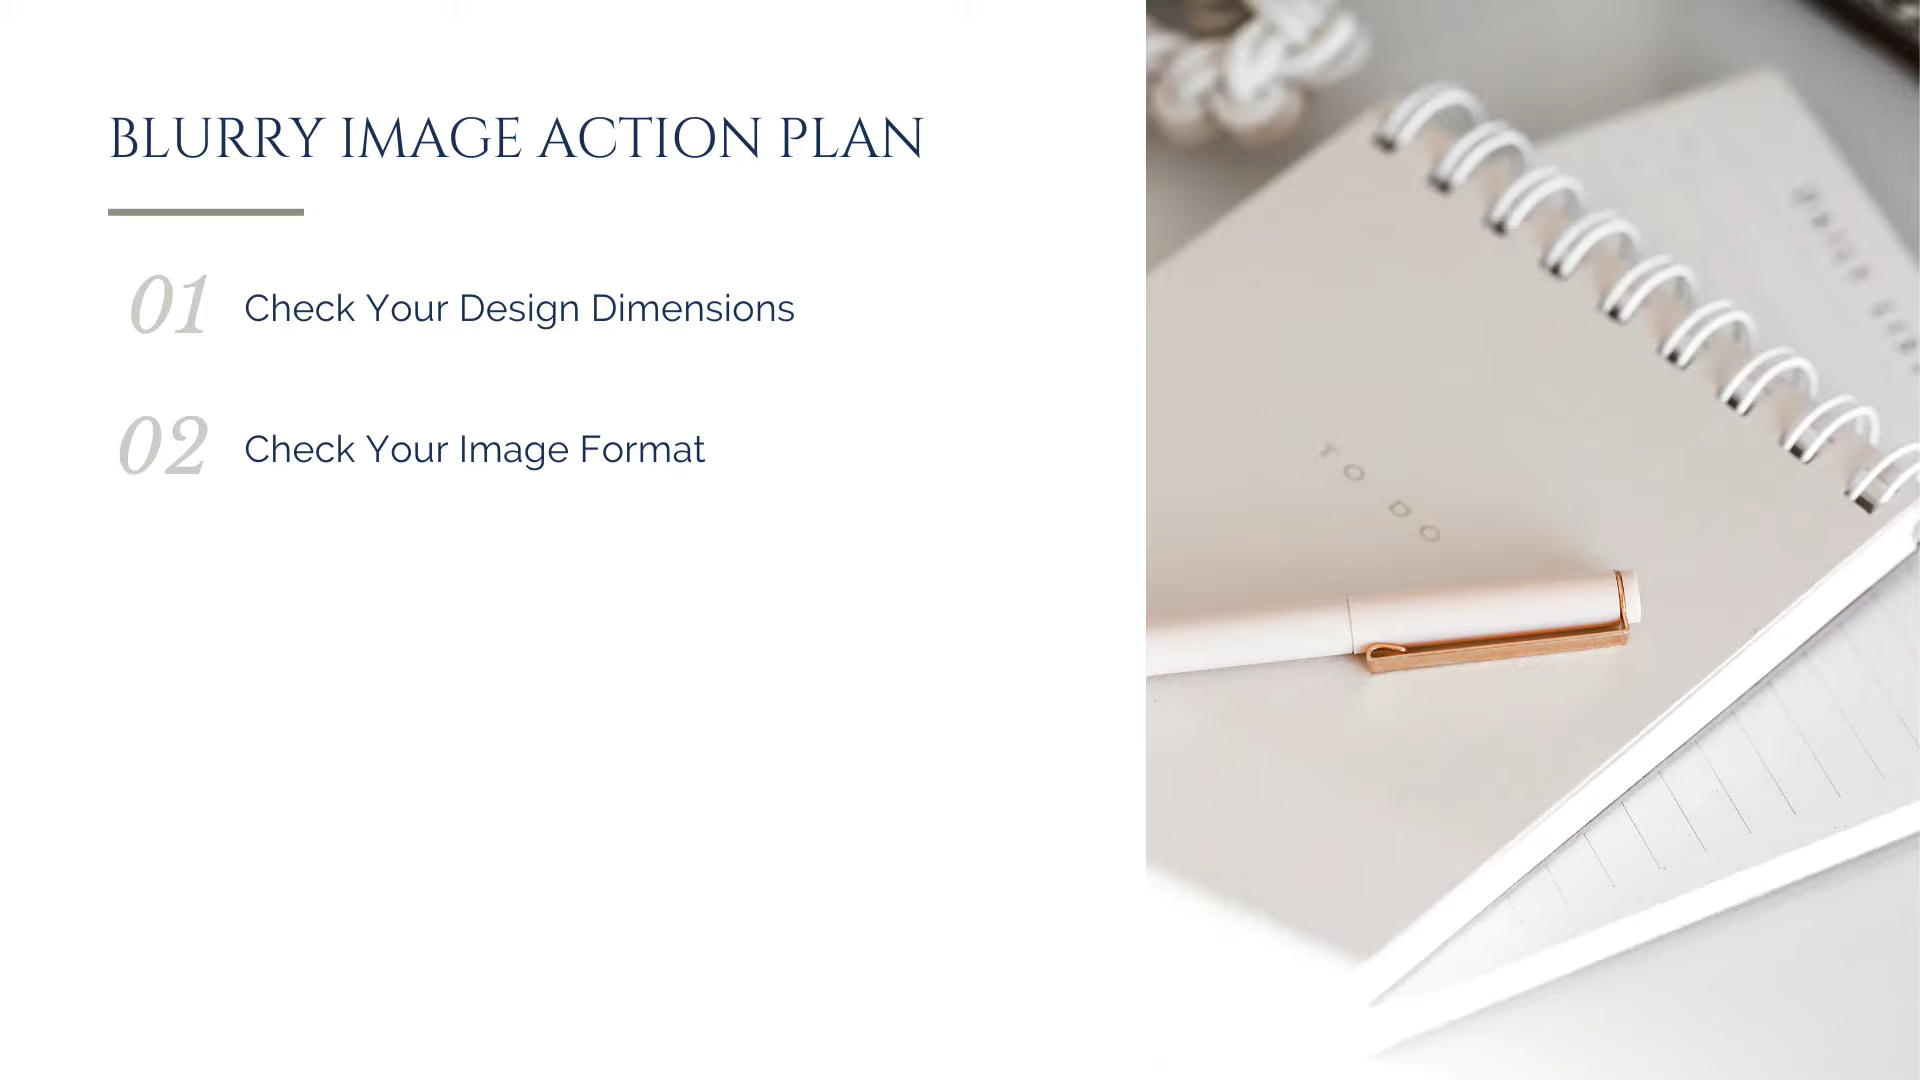 BLURRY IMAGE ACTION PLAN
01 Check Your Design Dimensions
02 Check Your Image Format
TO DO